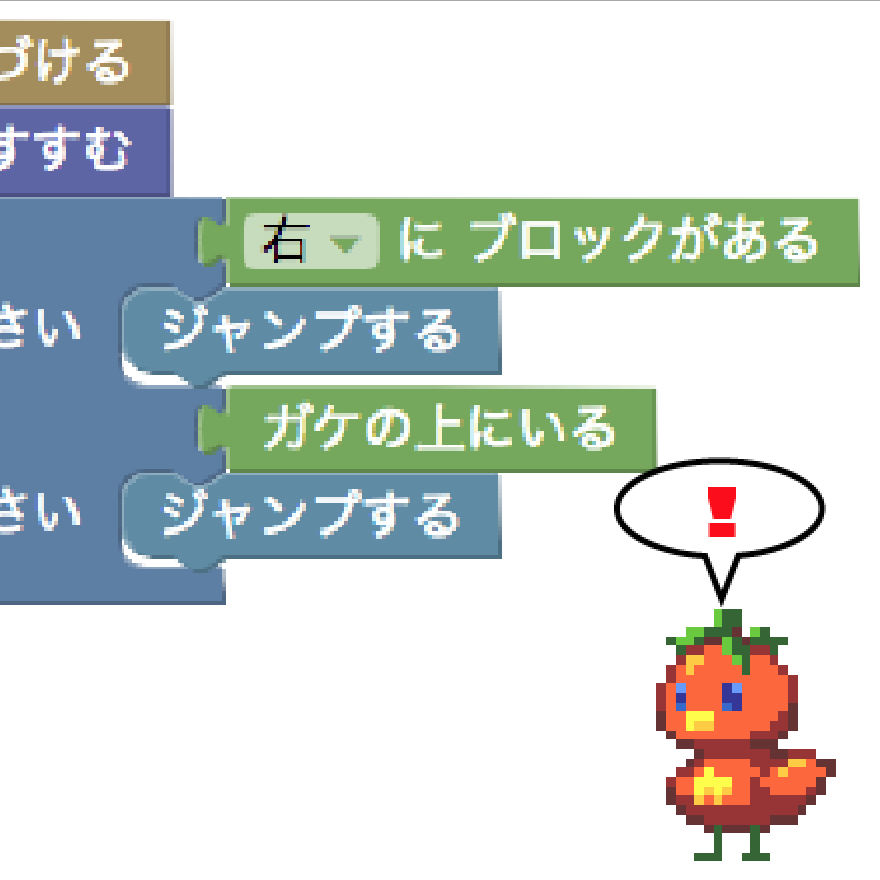 づける
すすむ
右 に ブロックがある
さい ジャンプする
ガケの上にいる
さい ジャンプする
!